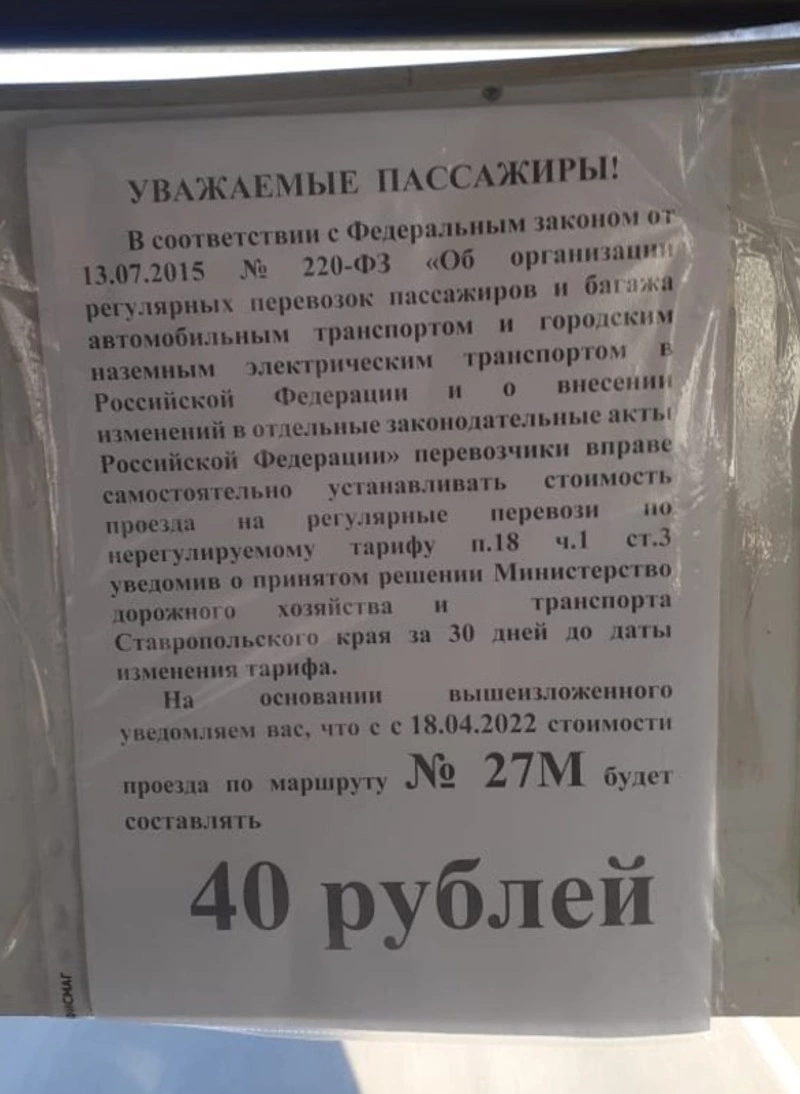 УВАЖАЕМЫЕ ПАССАЖИРЫ!
В соответствии с Федеральным законом от
13.07.2015 № 220-ФЗ «Об организации
регулярных перевозок пассажиров и багажа
автомобильным транспортом и городским
наземным электрическим транспортом в
Российской Федерации и о внесении
изменений в отдельные законодательные акты
Российской Федерации» перевозчики вправе
самостоятельно устанавливать стоимость
проезда на регулярные перевози по
нерегулируемому тарифу п.18 ч.1 ст.3
уведомив о принятом решении Министерство
дорожного хозяйства и транспорта
Ставропольского края за 30 дней до даты
изменения тарифа.
На основании вышеизложенного
уведомляем вас, что с с 18.04.2022 стоимости
проезда по маршруту № 27М будет
составлять
40 рублей